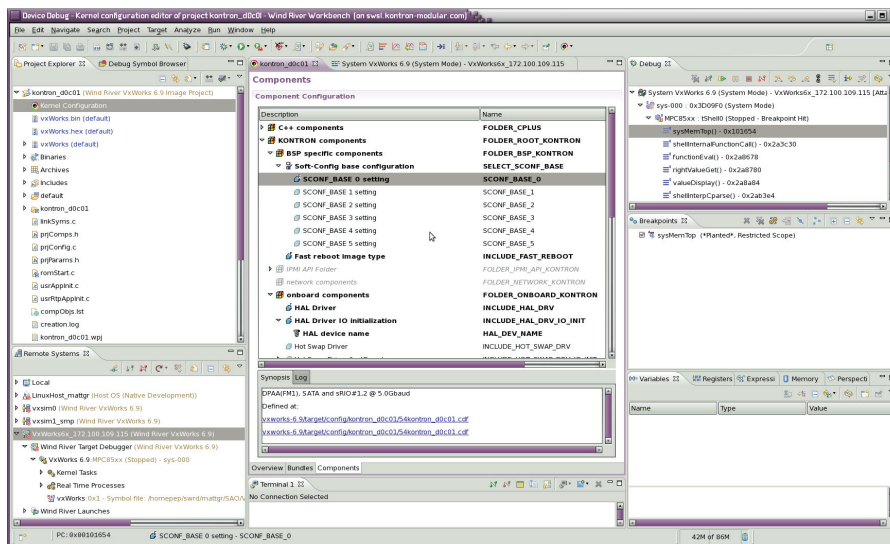 Device Debug - Kernel configuration editor of project kontron_d0c01 - Wind River Workbench (on swsl.kontron-modular.com)
File Edit Navigate Search Project Target Analyze Run Window Help
Project Explorer Debug Symbol Browser
kontron_d0c01 (Wind River VxWorks 6.9 Image Project)
Kernel Configuration
vxWorks.bin (default)
vxWorks.hex (default)
vxWorks (default)
Binaries
Archives
Includes
default
kontron_d0c01
linkSyms.c
prjComps.h
prjConfig.c
prjParams.h
romStart.c
usrAppInit.c
usrRtpAppInit.c
compObjs.lst
creation.log
kontron_d0c01.wpj
Remote Systems
Local
LinuxHost_mattgr (Host OS (Native Development))
vxsim0 (Wind River VxWorks 6.9)
vxsim1_smp (Wind River VxWorks 6.9)
VxWorks6x_172.100.109.115 (Wind River VxWorks 6.9)
Wind River Target Debugger (Wind River VxWorks 6.9)
VxWorks 6.9 MPC85xx (Stopped) - sys-000
Kernel Tasks
Real Time Processes
vxWorks:0x1 - Symbol file: /homepep/swrd/mattgr/SAO/V
Wind River Launches
kontron_d0c01 System VxWorks 6.9 (System Mode) - VxWorks6x_172.100.109.115
Components
Component Configuration
Description Name
C++ components FOLDER_CPLUS
KONTRON components FOLDER_ROOT_KONTRON
BSP specific components FOLDER_BSP_KONTRON
Soft-Config base configuration SELECT_SCONF_BASE
SCONF_BASE 0 setting SCONF_BASE_0
SCONF_BASE 1 setting SCONF_BASE_1
SCONF_BASE 2 setting SCONF_BASE_2
SCONF_BASE 3 setting SCONF_BASE_3
SCONF_BASE 4 setting SCONF_BASE_4
SCONF_BASE 5 setting SCONF_BASE_5
Fast reboot image type INCLUDE_FAST_REBOOT
IPMI API Folder FOLDER_IPMI_API_KONTRON
network components FOLDER_NETWORK_KONTRON
onboard components FOLDER_ONBOARD_KONTRON
HAL Driver INCLUDE_HAL_DRV
HAL Driver IO initialization INCLUDE_HAL_DRV_IO_INIT
HAL device name HAL_DEV_NAME
Hot Swap Driver INCLUDE_HOT_SWAP_DRV
Synopsis Log
DPAA(FM1), SATA and sRIO#1.2 @ 5.0Gbaud
Defined at:
vxworks-6.9/target/config/kontron_d0c01/54kontron_d0c01.cdf
vxworks-6.9/target/config/kontron_d0c01/54kontron_d0c01.cdf
Overview Bundles Components
Terminal 1
No Connection Selected
Debug
System VxWorks 6.9 (System Mode) - VxWorks6x_172.100.109.115 [Atta
sys-000 : 0x3D09F0 (System Mode)
MPC85xx : tShell0 (Stopped - Breakpoint Hit)
sysMemTop() - 0x101654
shellInternalFunctionCall() - 0x2a3c30
functionEval() - 0x2a8678
rightValueGet() - 0x2a8780
valueDisplay() - 0x2a8a84
shellInterpCparse() - 0x2ab3e4
Breakpoints
sysMemTop (*Planted*. Restricted Scope)
Variables Registers Expressi Memory Perspecti
Name Type Value
PC:0x00101654 SCONF_BASE 0 setting - SCONF_BASE_0 42M of 86M